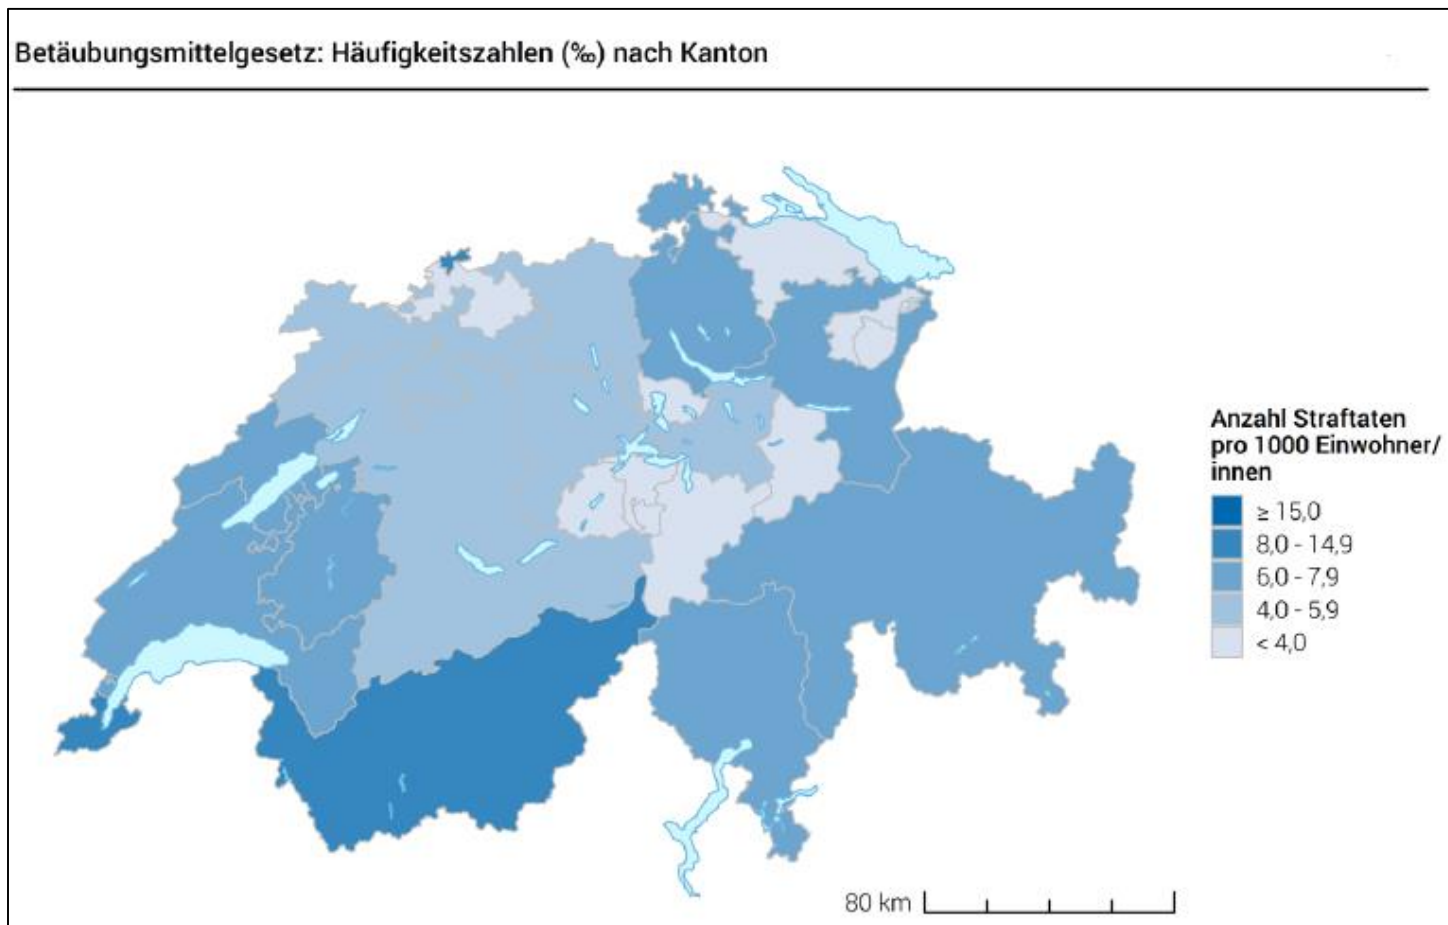 Betäubungsmittelgesetz: Häufigkeitszahlen (‰) nach Kanton
Anzahl Straftaten
pro 1000 Einwohner/
innen
≥ 15,0
8,0 - 14,9
6,0 - 7,9
4,0 - 5,9
< 4,0
80 km